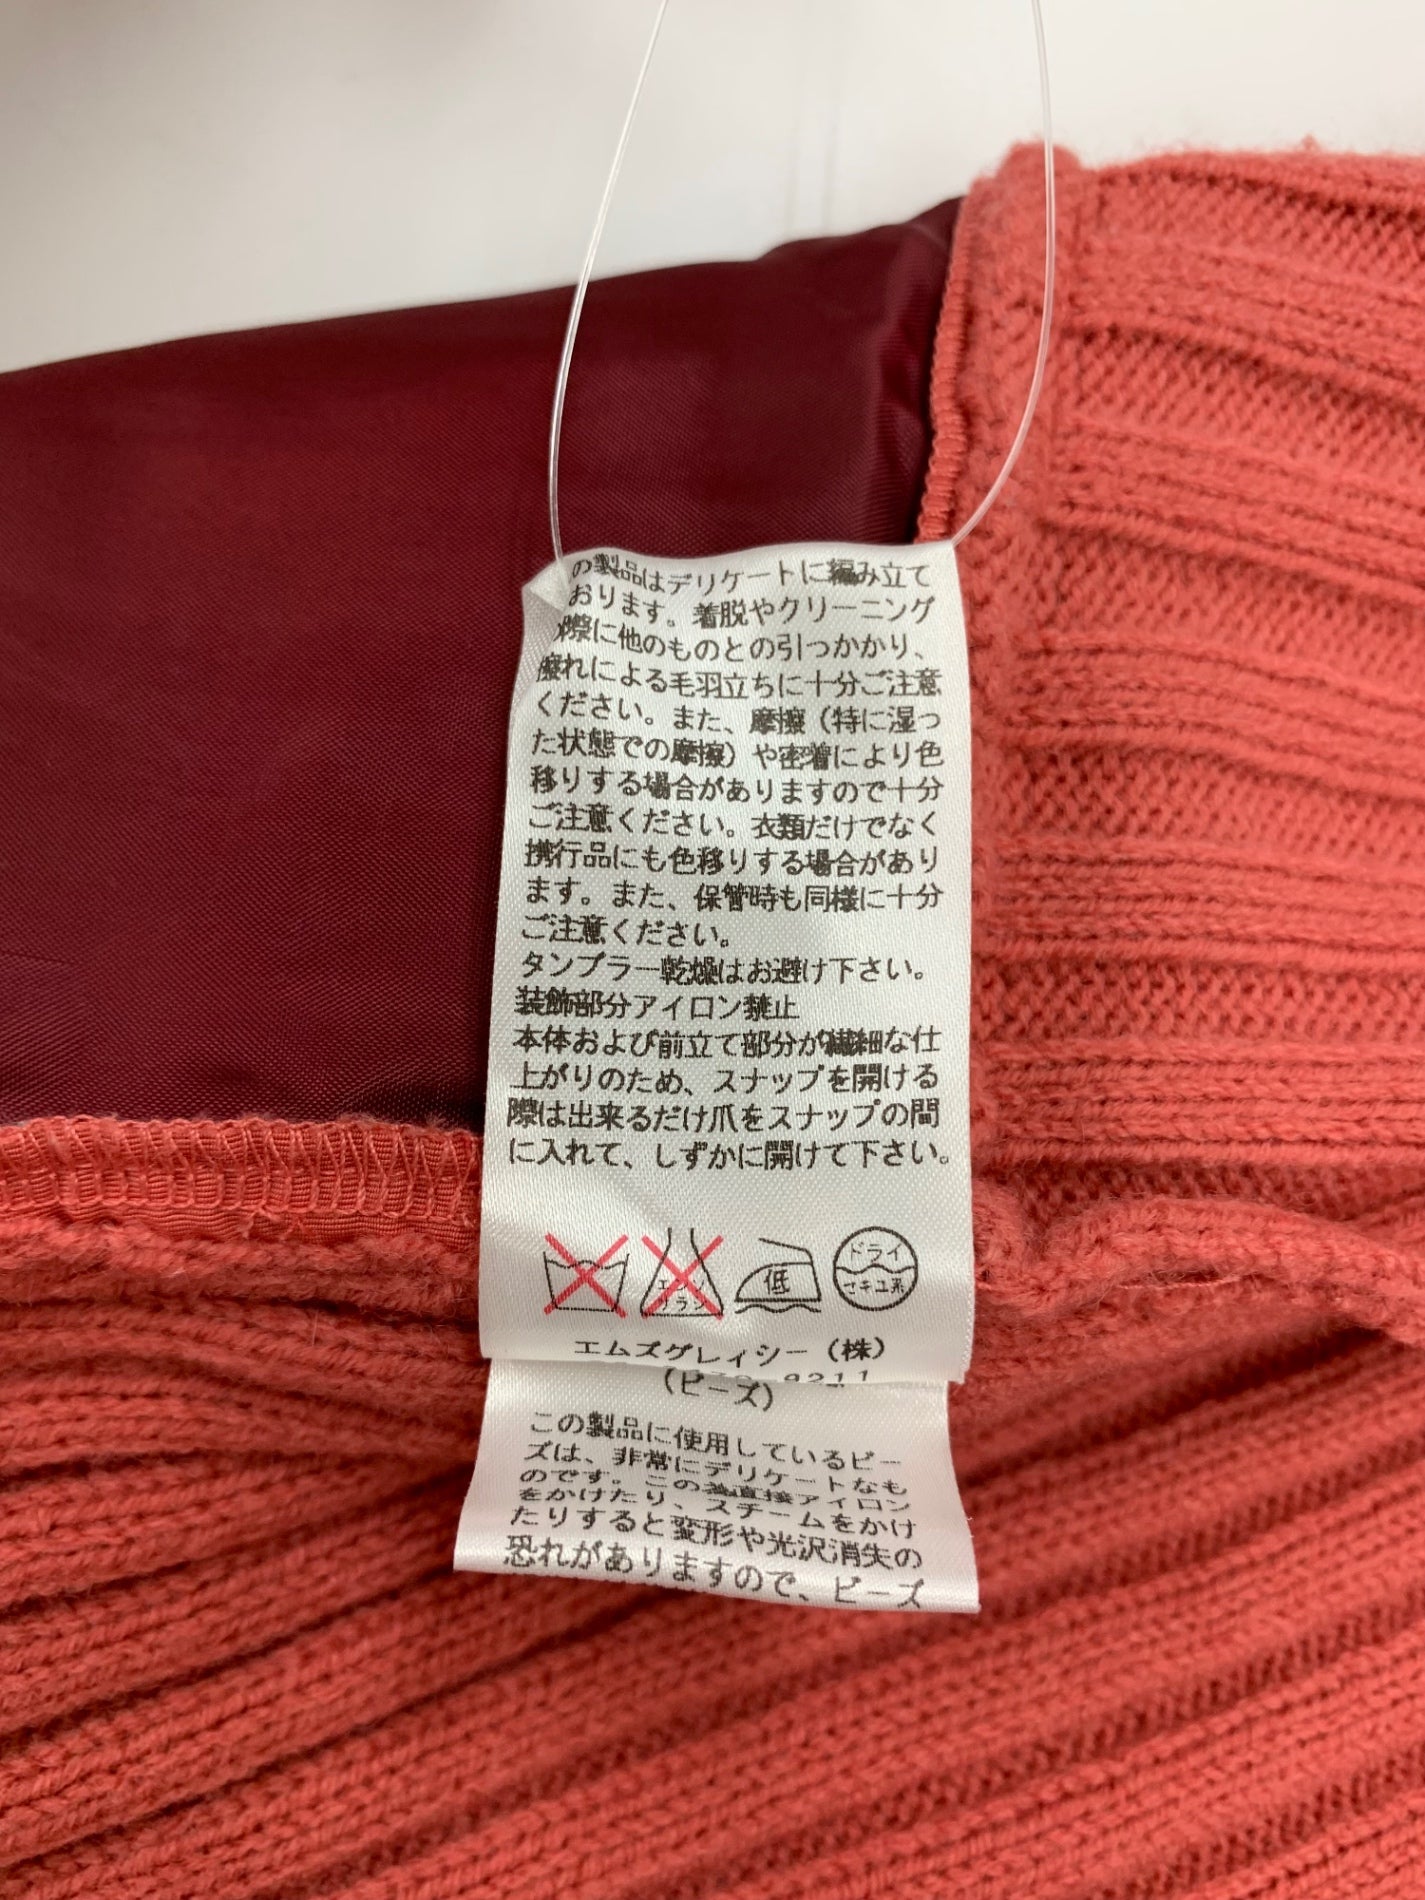 の製品はデリケートに編み立て
おります。着脱やクリーニング
際に他のものとの引っかかり、
擦れによる毛羽立ちに十分ご注意
ください。また、摩擦（特に湿っ
た状態での摩擦）や密着により色
移りする場合がありますので十分
ご注意ください。衣類だけでなく
携行品にも色移りする場合があり
ます。また、保管時も同様に十分
ご注意ください。
タンブラー乾燥はお避け下さい。
装飾部分アイロン禁止
本体および前立て部分が繊細な仕
上がりのため、スナップを開ける
際は出来るだけ爪をスナップの間
に入れて、しずかに開けて下さい。
エンソ
サラシ
低
ドライ
セキユ系
エムズグレイシー（株）
9211
（ビーズ）
この製品に使用しているビー
ズは、非常にデリケートなも
のです。この為直接アイロン
をかけたり、スチームをかけ
たりすると変形や光沢消失の
恐れがありますので、ビーズ